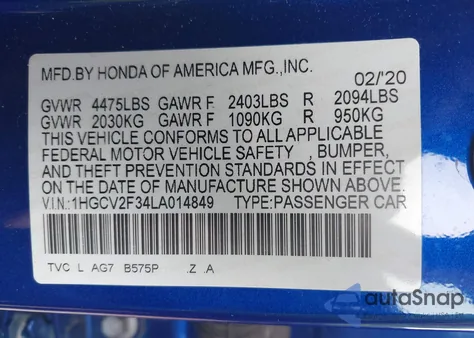 MFD.BY HONDA OF AMERICA MFG.,INC. 02/'20
GVWR 4475LBS GAWR F 2403LBS R 2094LBS
GVWR 2030KG GAWR F 1090KG R 950KG
THIS VEHICLE CONFORMS TO ALL APPLICABLE
FEDERAL MOTOR VEHICLE SAFETY , BUMPER,
AND THEFT PREVENTION STANDARDS IN EFFECT
ON THE DATE OF MANUFACTURE SHOWN ABOVE.
V.I.N.:1HGCV2F34LA014849 TYPE:PASSENGER CAR
TVC L AG7 B575P .Z .A
autoSnap